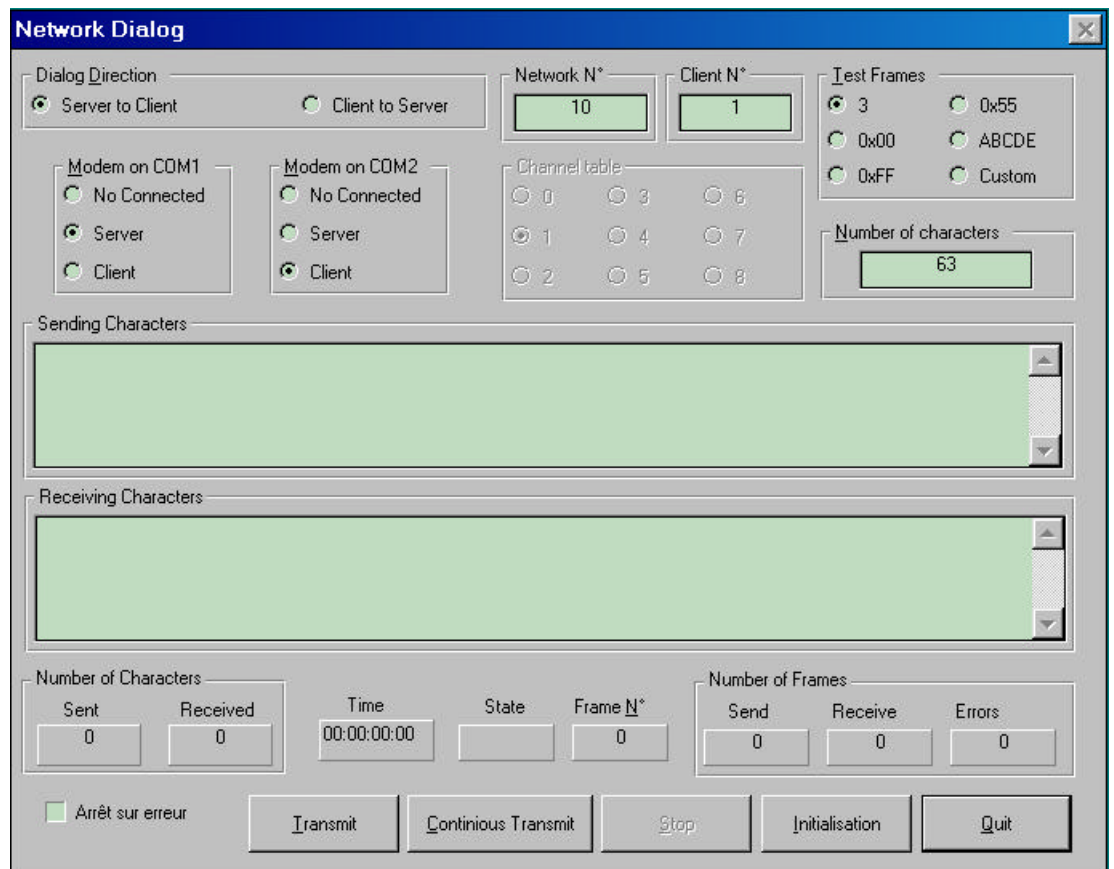 Network Dialog
Dialog Direction
Server to Client
Client to Server
Network N°
10
Client N°
1
Test Frames
3
0x55
0x00
ABCDE
0xFF
Custom
Modem on COM1
No Connected
Server
Client
Modem on COM2
No Connected
Server
Client
Channel table
0 3 6
1 4 7
2 5 8
Number of characters
63
Sending Characters
Receiving Characters
Number of Characters
Sent Received
0 0
Time
00:00:00:00
State
Frame N°
0
Number of Frames
Send Receive Errors
0 0 0
Arrêt sur erreur
Transmit
Continious Transmit
Stop
Initialisation
Quit